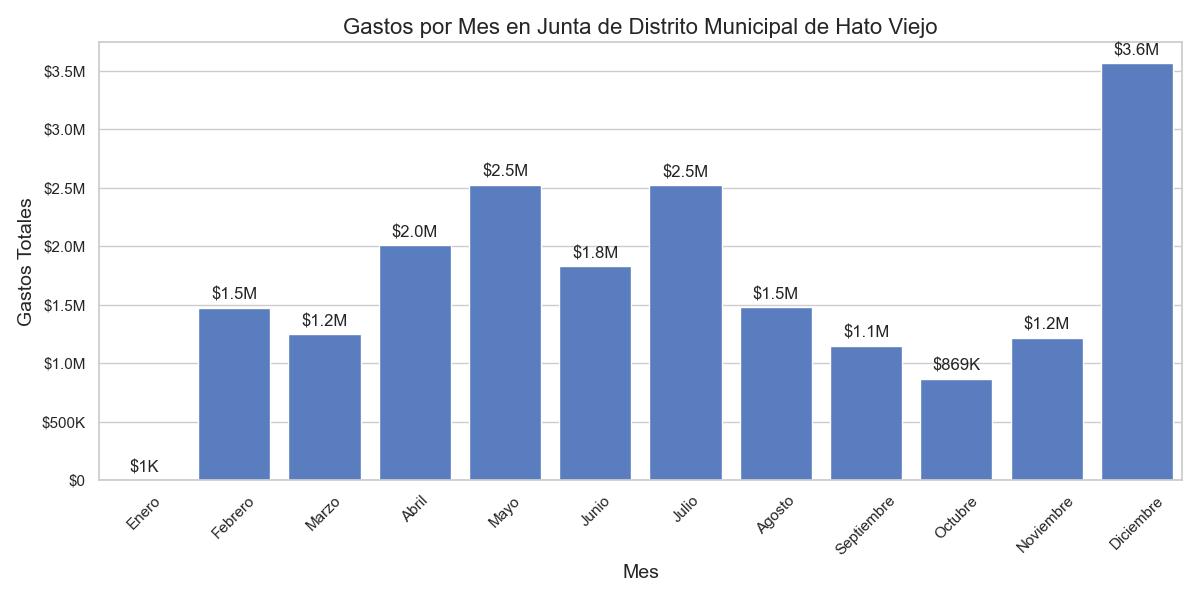 Gastos por Mes en Junta de Distrito Municipal de Hato Viejo
Gastos Totales
$3.5M
$3.0M
$2.5M
$2.0M
$1.5M
$1.0M
$500K
$0
$1K
$1.5M
$1.2M
$2.0M
$2.5M
$1.8M
$2.5M
$1.5M
$1.1M
$869K
$1.2M
$3.6M
Enero
Febrero
Marzo
Abril
Mayo
Junio
Julio
Agosto
Septiembre
Octubre
Noviembre
Diciembre
Mes